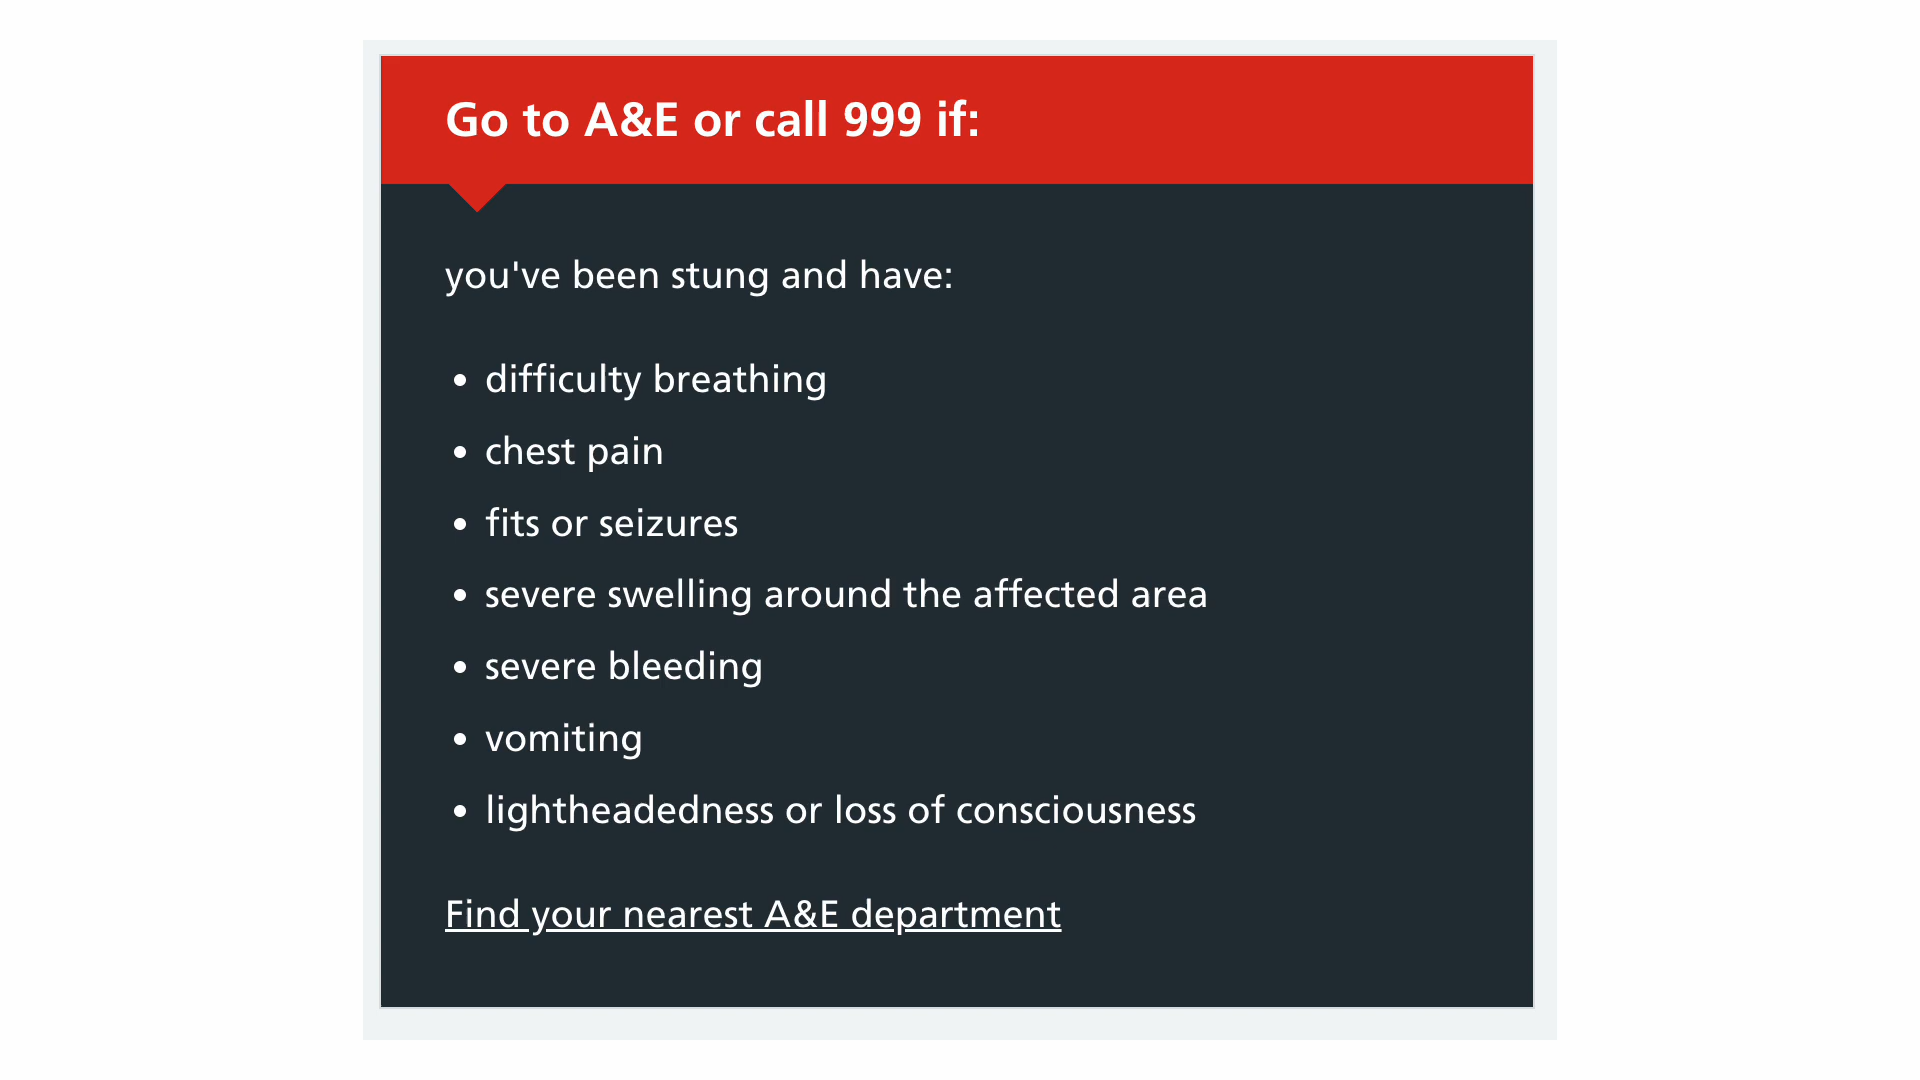 Go to A&E or call 999 if:
you've been stung and have:
• difficulty breathing
• chest pain
• fits or seizures
• severe swelling around the affected area
• severe bleeding
• vomiting
• lightheadedness or loss of consciousness
Find your nearest A&E department